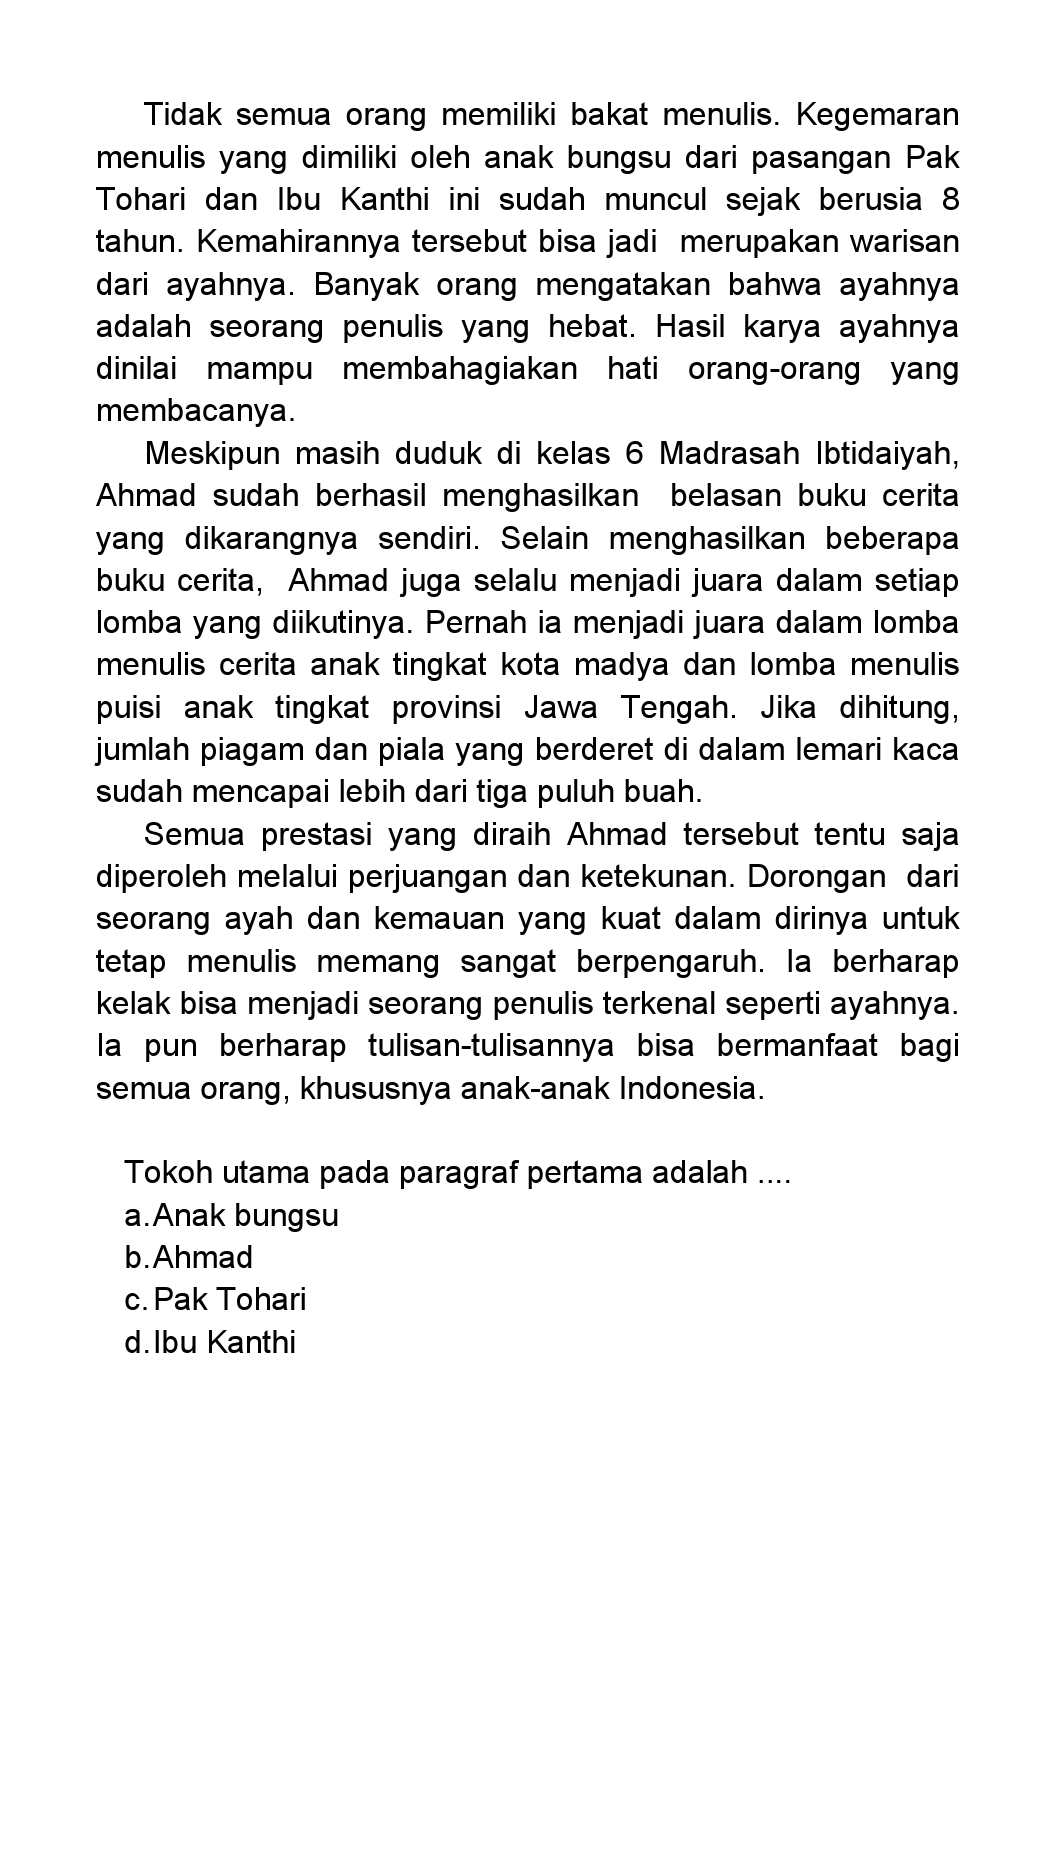 Tidak semua orang memiliki bakat menulis. Kegemaran
menulis yang dimiliki oleh anak bungsu dari pasangan Pak
Tohari dan Ibu Kanthi ini sudah muncul sejak berusia 8
tahun. Kemahirannya tersebut bisa jadi  merupakan warisan
dari ayahnya. Banyak orang mengatakan bahwa ayahnya
adalah seorang penulis yang hebat. Hasil karya ayahnya
dinilai mampu membahagiakan hati orang-orang yang
membacanya.
Meskipun masih duduk di kelas 6 Madrasah Ibtidaiyah,
Ahmad sudah berhasil menghasilkan  belasan buku cerita
yang dikarangnya sendiri. Selain menghasilkan beberapa
buku cerita,  Ahmad juga selalu menjadi juara dalam setiap
lomba yang diikutinya. Pernah ia menjadi juara dalam lomba
menulis cerita anak tingkat kota madya dan lomba menulis
puisi anak tingkat provinsi Jawa Tengah. Jika dihitung,
jumlah piagam dan piala yang berderet di dalam lemari kaca
sudah mencapai lebih dari tiga puluh buah.
Semua prestasi yang diraih Ahmad tersebut tentu saja
diperoleh melalui perjuangan dan ketekunan. Dorongan  dari
seorang ayah dan kemauan yang kuat dalam dirinya untuk
tetap menulis memang sangat berpengaruh. Ia berharap
kelak bisa menjadi seorang penulis terkenal seperti ayahnya.
Ia pun berharap tulisan-tulisannya bisa bermanfaat bagi
semua orang, khususnya anak-anak Indonesia.
Tokoh utama pada paragraf pertama adalah ....
a.Anak bungsu
b.Ahmad
c.Pak Tohari
d.Ibu Kanthi